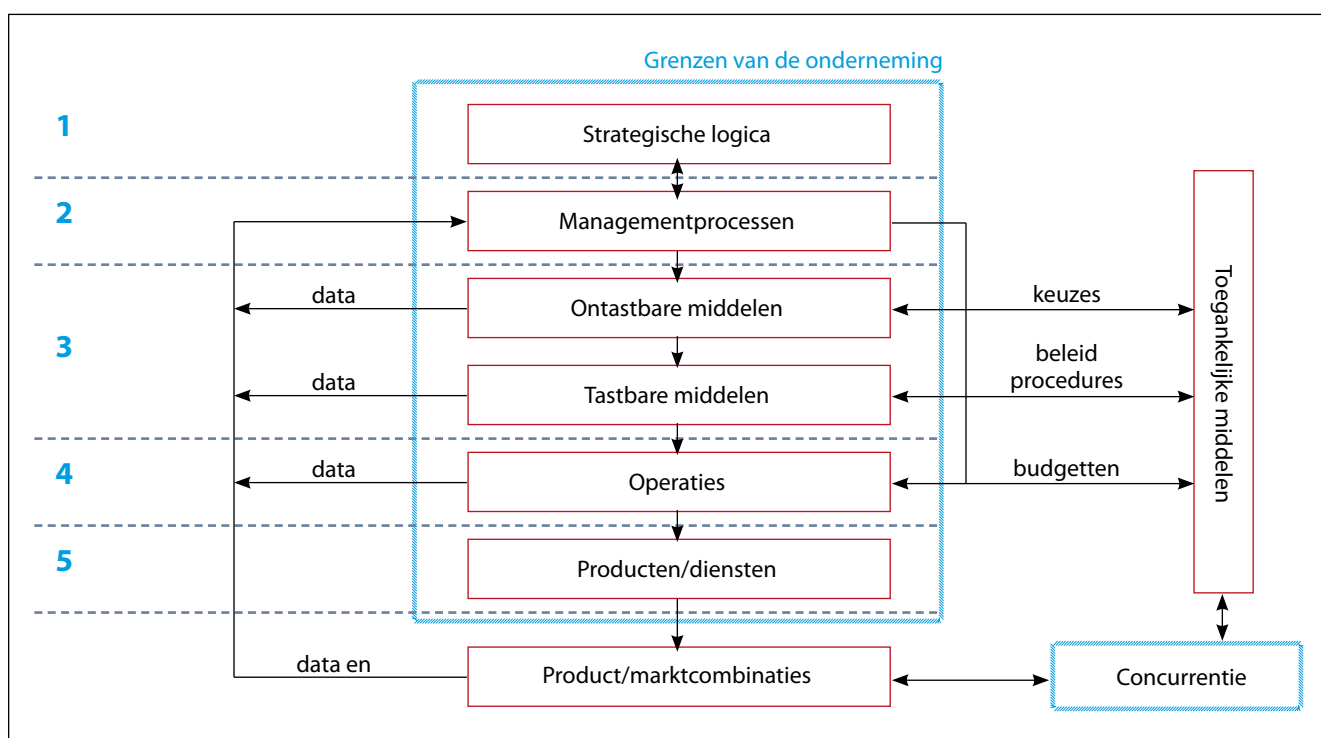 Grenzen van de onderneming
1
Strategische logica
2
Managementprocessen
3
data
Ontastbare middelen
keuzes
data
Tastbare middelen
beleid
procedures
4
data
Operaties
budgetten
5
Producten/diensten
data en
Product/marktcombinaties
Concurrentie
Toegankelijke middelen